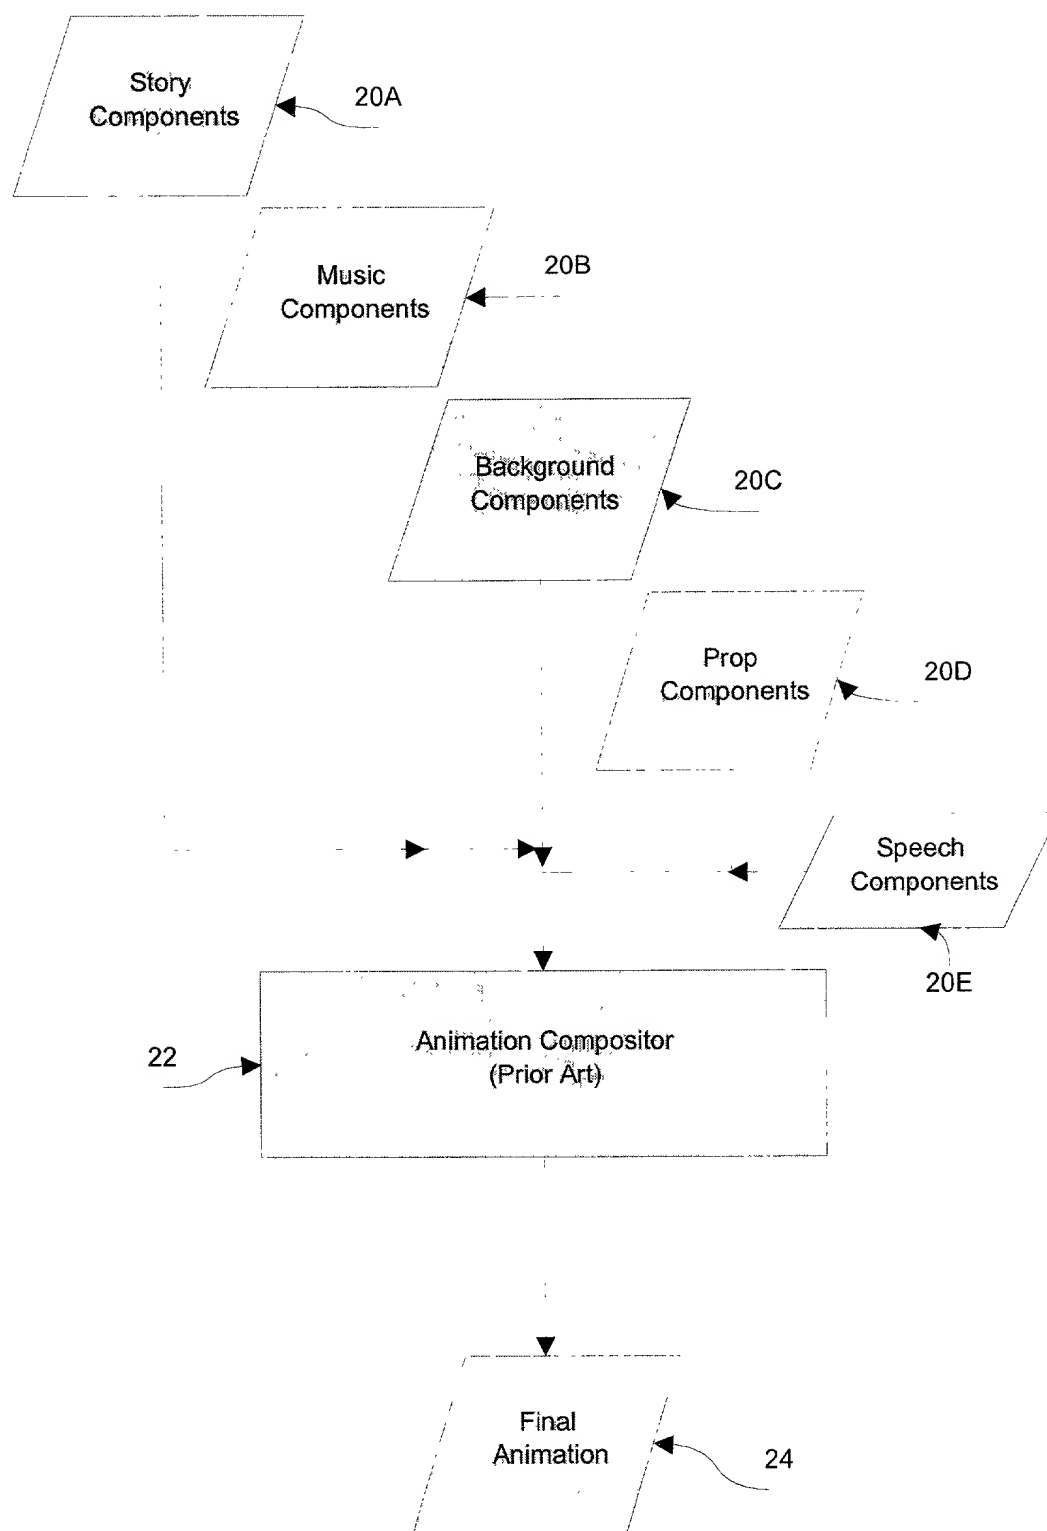 Story
Components
20A
Music
Components
20B
Background
Components
20C
Prop
Components
20D
Speech
Components
20E
Animation Compositor
(Prior Art)
22
Final
Animation
24